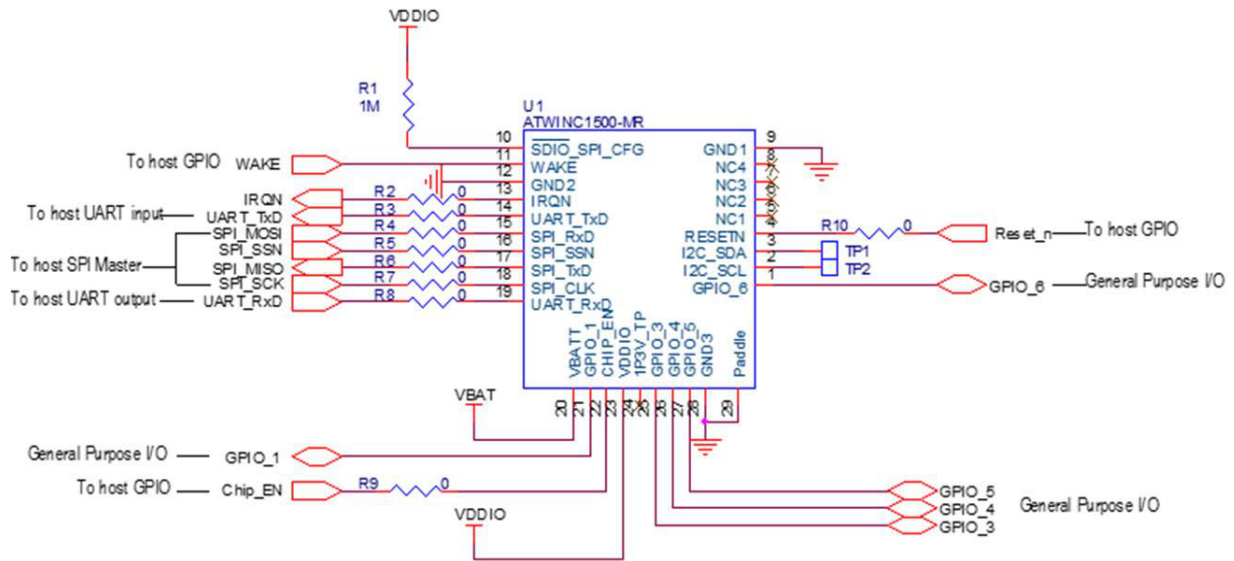 VDDIO
R1
1M
U1
ATWINC1500-MR
10
SDIO_SPI_CFG
GND1
9
To host GPIO
WAKE
11
WAKE
NC4
8
12
GND2
NC3
7
IRQN
R2
0
13
IRQN
NC2
6
To host UART input
UART_TxD
R3
0
14
UART_TxD
NC1
5
SPI_MOSI
R4
0
15
SPI_RxD
RESETN
4
R10
0
Reset_n
To host GPIO
SPI_SSN
R5
0
16
SPI_SSN
I2C_SDA
3
TP1
To host SPI Master
SPI_MISO
R6
0
17
SPI_TxD
I2C_SCL
2
TP2
SPI_SCK
R7
0
18
SPI_CLK
GPIO_6
1
GPIO_6
General Purpose I/O
To host UART output
UART_RxD
R8
0
19
UART_RxD
VBATT
GPIO_1
CHIP_EN
VDDIO
1P3V_TP
GPIO_3
GPIO_4
GPIO_5
GND3
Paddle
20
21
22
23
24
25
26
27
28
29
VBAT
General Purpose I/O
GPIO_1
To host GPIO
Chip_EN
R9
0
VDDIO
GPIO_5
GPIO_4
General Purpose I/O
GPIO_3